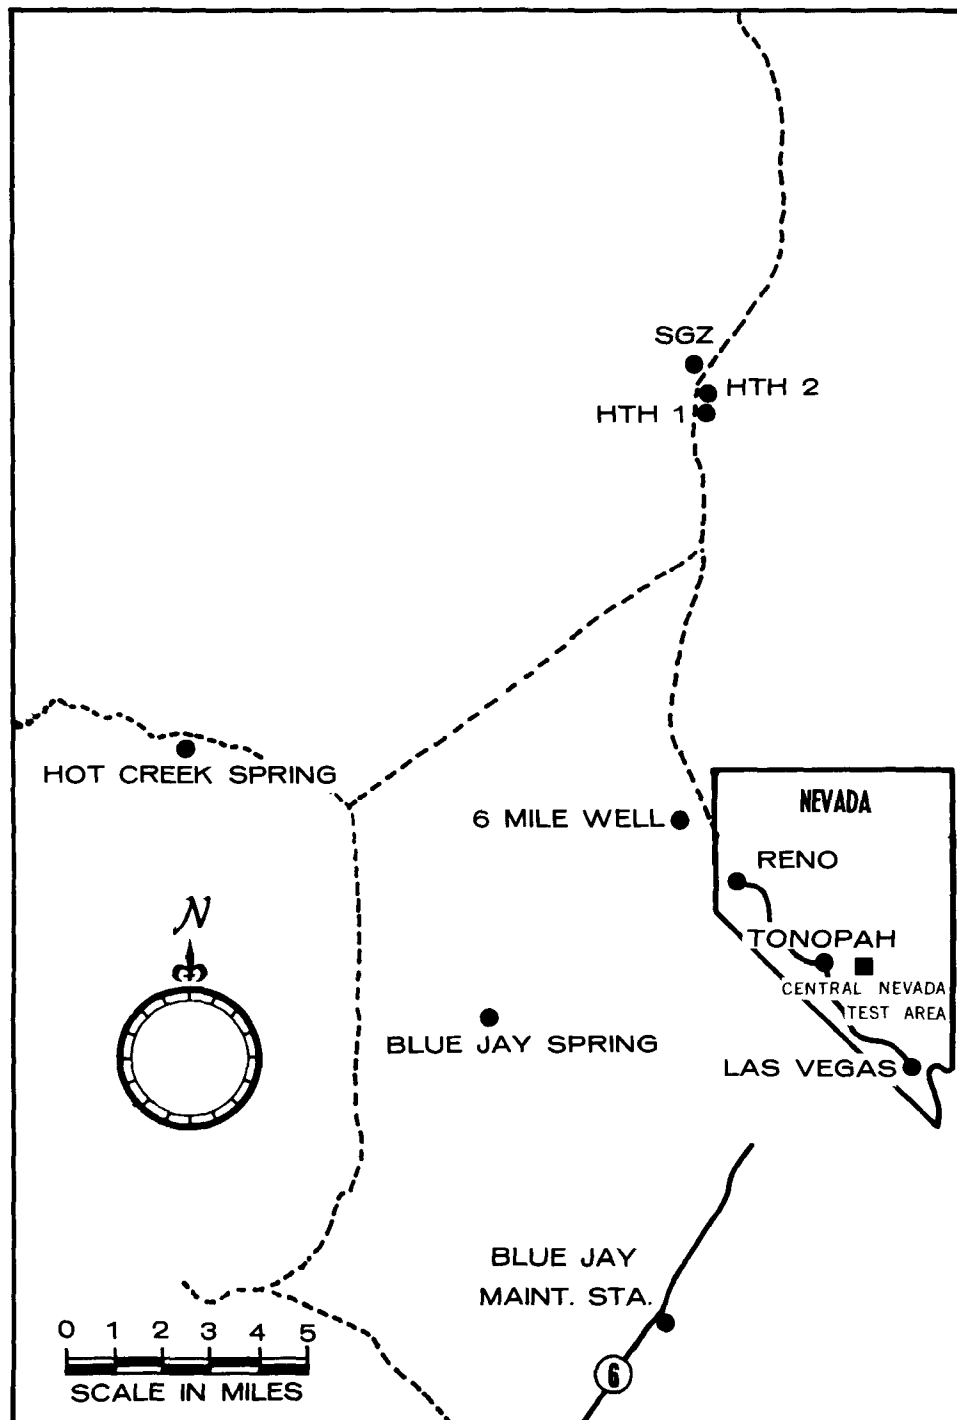 SGZ
HTH 2
HTH 1
HOT CREEK SPRING
6 MILE WELL
NEVADA
RENO
N
TONOPAH
CENTRAL NEVADA
TEST AREA
BLUE JAY SPRING
LAS VEGAS
BLUE JAY
MAINT. STA.
0 1 2 3 4 5
SCALE IN MILES
6